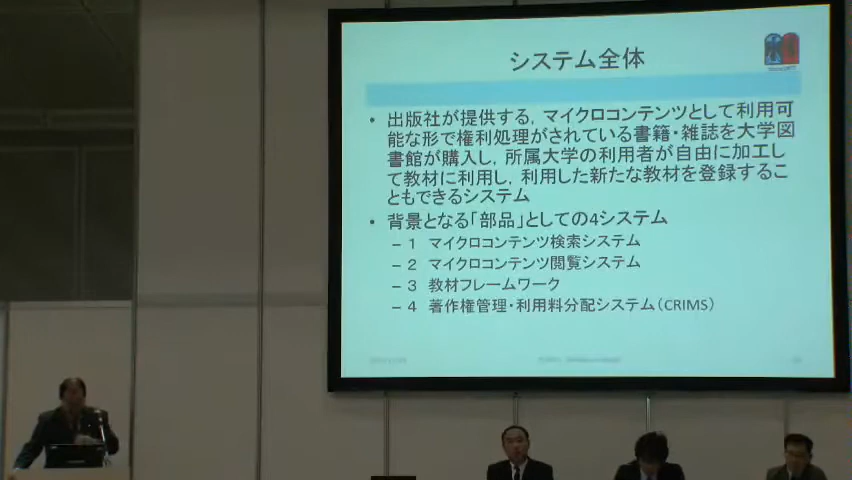 システム全体
• 出版社が提供する，マイクロコンテンツとして利用可
能な形で権利処理がされている書籍・雑誌を大学図
書館が購入し，所属大学の利用者が自由に加工し
て教材に利用し，利用した新たな教材を登録するこ
ともできるシステム
• 背景となる「部品」としての4システム
– 1 マイクロコンテンツ検索システム
– 2 マイクロコンテンツ閲覧システム
– 3 教材フレームワーク
– 4 著作権管理・利用料分配システム（CRIMS）